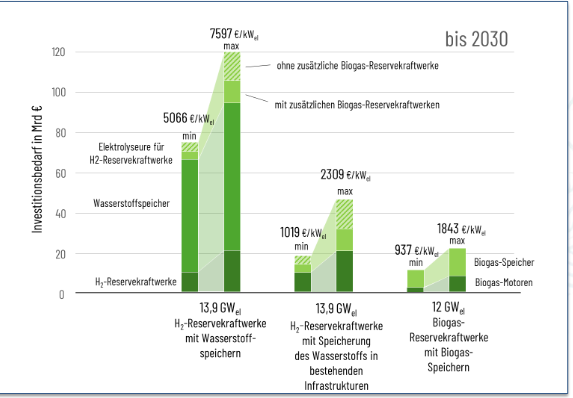 bis 2030
Investitionsbedarf in Mrd €
120
100
80
60
40
20
0
7597 €/kWel
max
ohne zusätzliche Biogas-Reservekraftwerke
mit zusätzlichen Biogas-Reservekraftwerken
5066 €/kWel
min
Elektrolyseure für
H2-Reservekraftwerke
Wasserstoffspeicher
H₂-Reservekraftwerke
2309 €/kWel
max
1019 €/kWel
min
1843 €/kWel
max
937 €/kWel
min
Biogas-Speicher
Biogas-Motoren
13,9 GWel
H₂-Reservekraftwerke
mit Wasserstoff-
speichern
13,9 GWel
H₂-Reservekraftwerke
mit Speicherung
des Wasserstoffs in
bestehenden
Infrastrukturen
12 GWel
Biogas-
Reservekraftwerke
mit Biogas-
Speichern